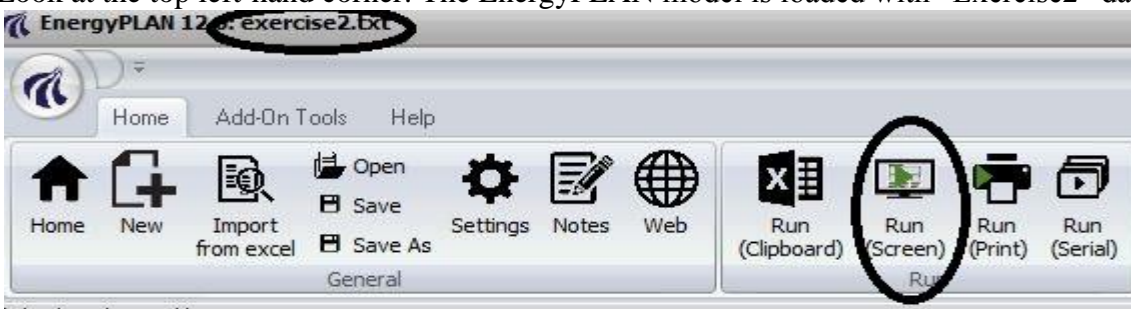 Look at the top left-hand corner. The EnergyPLAN model is loaded with "Exercise2" da
EnergyPLAN 12.0: exercise2.txt
Home Add-On Tools Help
Open
Save
Save As
Home New Import from excel Settings Notes Web
General
Run (Clipboard) Run (Screen) Run (Print) Run (Serial)
Run